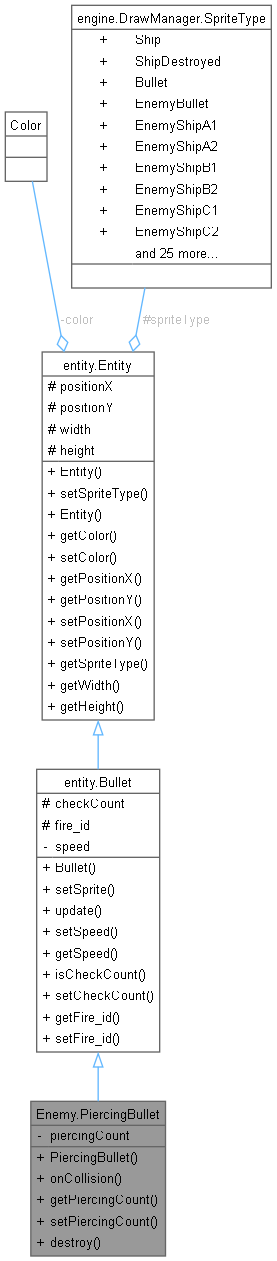 engine.DrawManager.SpriteType
+ Ship
+ ShipDestroyed
+ Bullet
+ EnemyBullet
+ EnemyShipA1
+ EnemyShipA2
+ EnemyShipB1
+ EnemyShipB2
+ EnemyShipC1
+ EnemyShipC2
and 25 more...
Color
-color
#spriteType
entity.Entity
# positionX
# positionY
# width
# height
+ Entity()
+ setSpriteType()
+ Entity()
+ getColor()
+ setColor()
+ getPositionX()
+ getPositionY()
+ setPositionX()
+ setPositionY()
+ getSpriteType()
+ getWidth()
+ getHeight()
entity.Bullet
# checkCount
# fire_id
- speed
+ Bullet()
+ setSprite()
+ update()
+ setSpeed()
+ getSpeed()
+ isCheckCount()
+ setCheckCount()
+ getFire_id()
+ setFire_id()
Enemy.PiercingBullet
- piercingCount
+ PiercingBullet()
+ onCollision()
+ getPiercingCount()
+ setPiercingCount()
+ destroy()